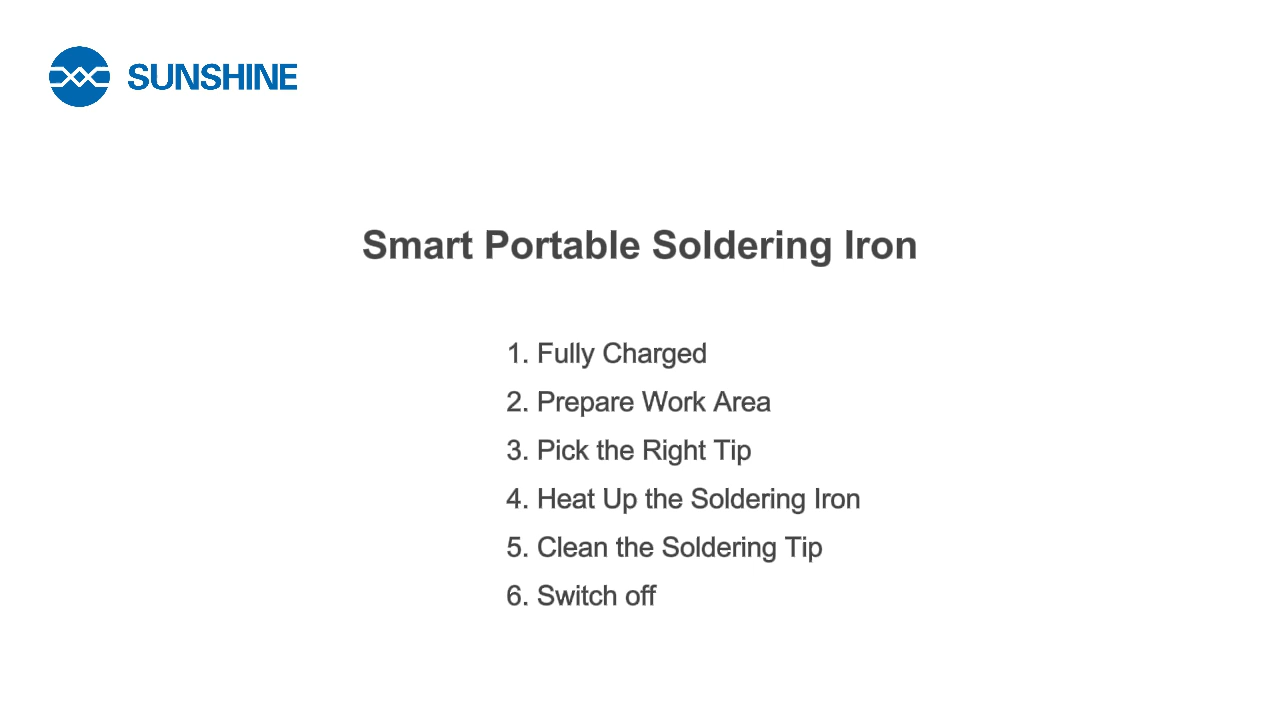 SUNSHINE
Smart Portable Soldering Iron
1. Fully Charged
2. Prepare Work Area
3. Pick the Right Tip
4. Heat Up the Soldering Iron
5. Clean the Soldering Tip
6. Switch off